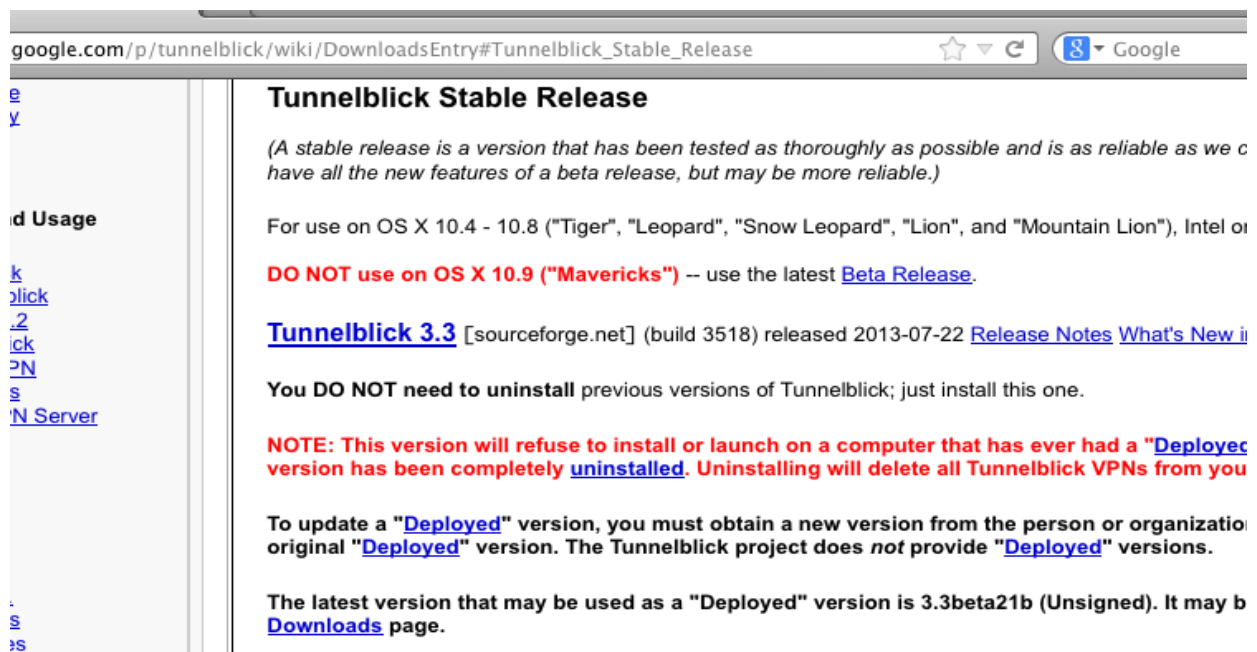 google.com/p/tunnelblick/wiki/DownloadsEntry#Tunnelblick_Stable_Release
8 Google
Tunnelblick Stable Release
(A stable release is a version that has been tested as thoroughly as possible and is as reliable as we c
have all the new features of a beta release, but may be more reliable.)
d Usage
For use on OS X 10.4 - 10.8 ("Tiger", "Leopard", "Snow Leopard", "Lion", and "Mountain Lion"), Intel or
k
DO NOT use on OS X 10.9 ("Mavericks") -- use the latest Beta Release.
blick
.2
Tunnelblick 3.3 [sourceforge.net] (build 3518) released 2013-07-22 Release Notes What's New i
ick
PN
s
You DO NOT need to uninstall previous versions of Tunnelblick; just install this one.
N Server
NOTE: This version will refuse to install or launch on a computer that has ever had a "Deployed
version has been completely uninstalled. Uninstalling will delete all Tunnelblick VPNs from you
To update a "Deployed" version, you must obtain a new version from the person or organization
original "Deployed" version. The Tunnelblick project does not provide "Deployed" versions.
The latest version that may be used as a "Deployed" version is 3.3beta21b (Unsigned). It may b
s
Downloads page.
es